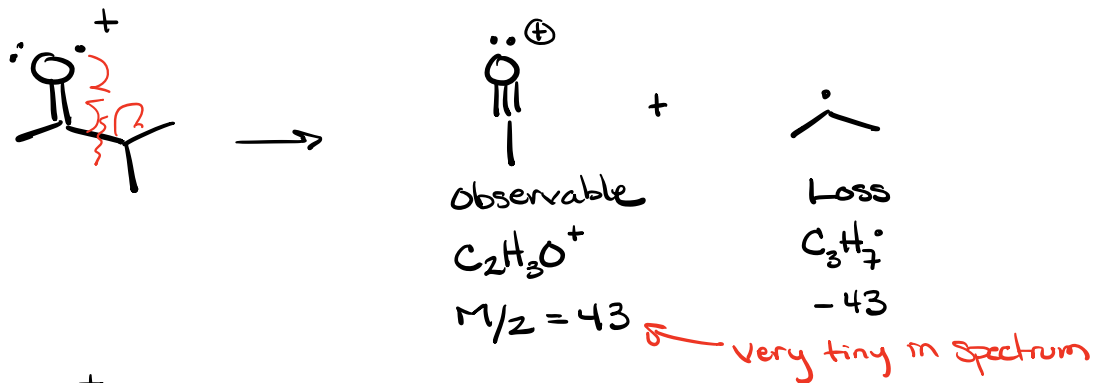 +
O
O
⊕
+
Observable
Loss
C₂H₃O⁺
C₃H₇•
M/z = 43
- 43
very tiny in spectrum
+